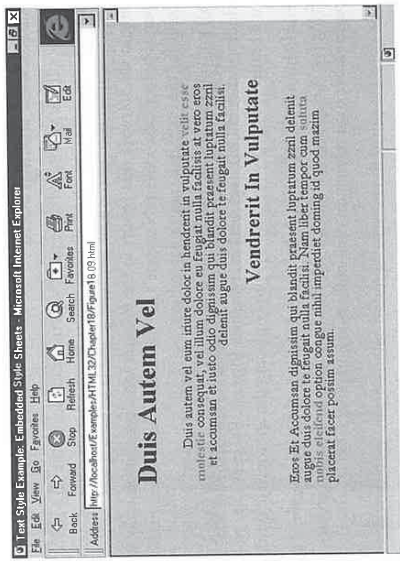 Text Style Example: Embedded Style Sheets - Microsoft Internet Explorer
File Edit View Go Favorites Help
Back Forward Stop Refresh Home Search Favorites Print Font Mail Edit
Address http://localhost/Examples/HTML32/Chapter18/Figure18.09.html
Duis Autem Vel
Duis autem vel eum iriure dolor in hendrerit in vulputate velit esse
molestie consequat, vel illum dolore eu feugiat nulla facilisis at vero eros
et accumsan et iusto odio dignissim qui blandit praesent luptatum zzril
delenit augue duis dolore te feugait nulla facilisi.
Vendrerit In Vulputate
Eros Et Accumsan dignissim qui blandit praesent luptatum zzril delenit
augue duis dolore te feugait nulla facilisi. Nam liber tempor cum soluta
nobis eleifend option congue nihil imperdiet doming id quod mazim
placerat facer possim assum.